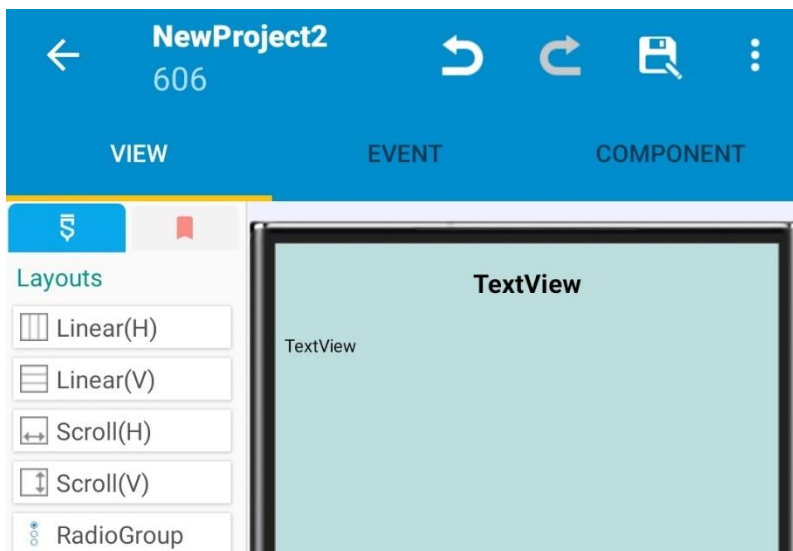 NewProject2
606
VIEW EVENT COMPONENT
Layouts
Linear(H)
Linear(V)
Scroll(H)
Scroll(V)
RadioGroup
TextView
TextView